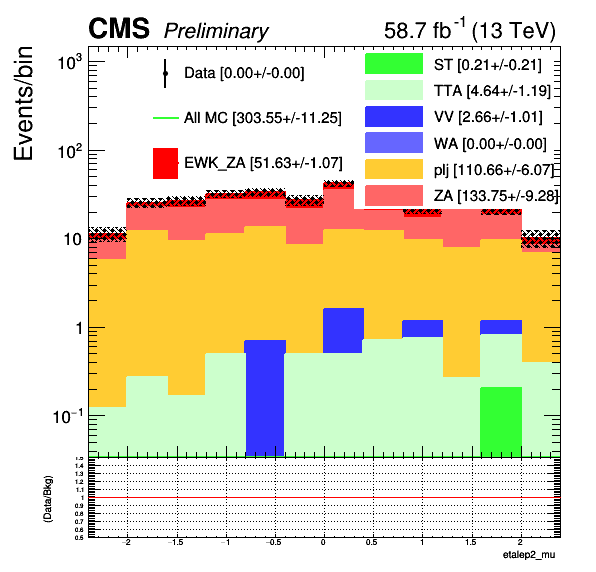 CMS Preliminary 58.7 fb⁻¹ (13 TeV)
Events/bin
10³
10²
10
1
10⁻¹
Data [0.00+/-0.00]
All MC [303.55+/-11.25]
EWK_ZA [51.63+/-1.07]
ST [0.21+/-0.21]
TTA [4.64+/-1.19]
VV [2.66+/-1.01]
WA [0.00+/-0.00]
plj [110.66+/-6.07]
ZA [133.75+/-9.28]
(Data/Bkg)
1.5
1.4
1.3
1.2
1.1
1
0.9
0.8
0.7
0.6
0.5
−2 −1.5 −1 −0.5 0 0.5 1 1.5 2
etalep2_mu